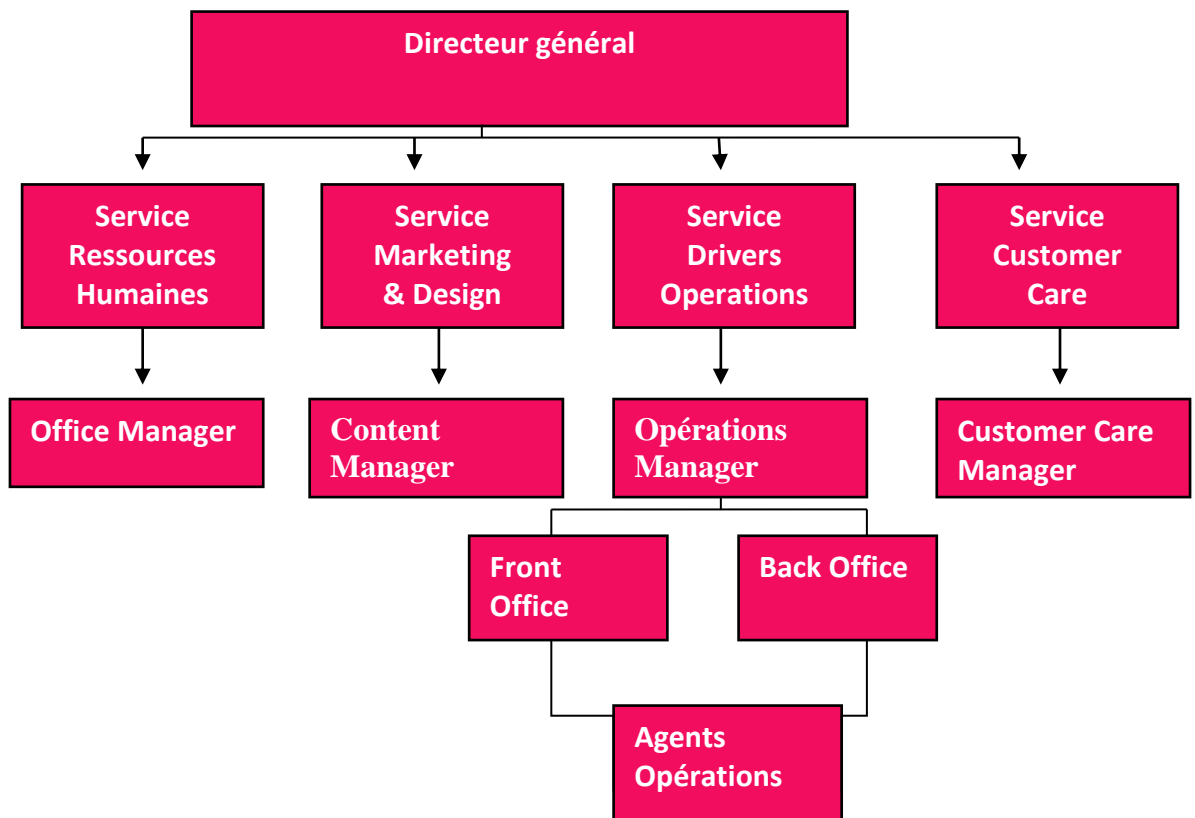 Directeur général
Service
Ressources
Humaines
Service
Marketing
& Design
Service
Drivers
Operations
Service
Customer
Care
Office Manager
Content
Manager
Opérations
Manager
Customer Care
Manager
Front
Office
Back Office
Agents
Opérations